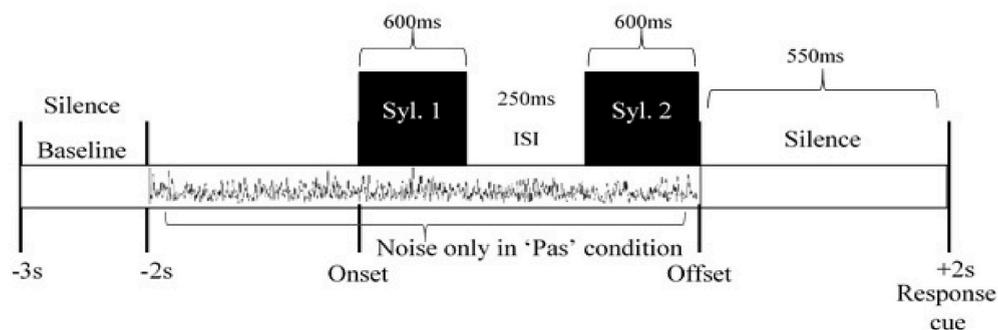 600ms
600ms
550ms
Silence
Baseline
Syl. 1
250ms
ISI
Syl. 2
Silence
Noise only in ‘Pas’ condition
-3s
-2s
Onset
Offset
+2s
Response
cue